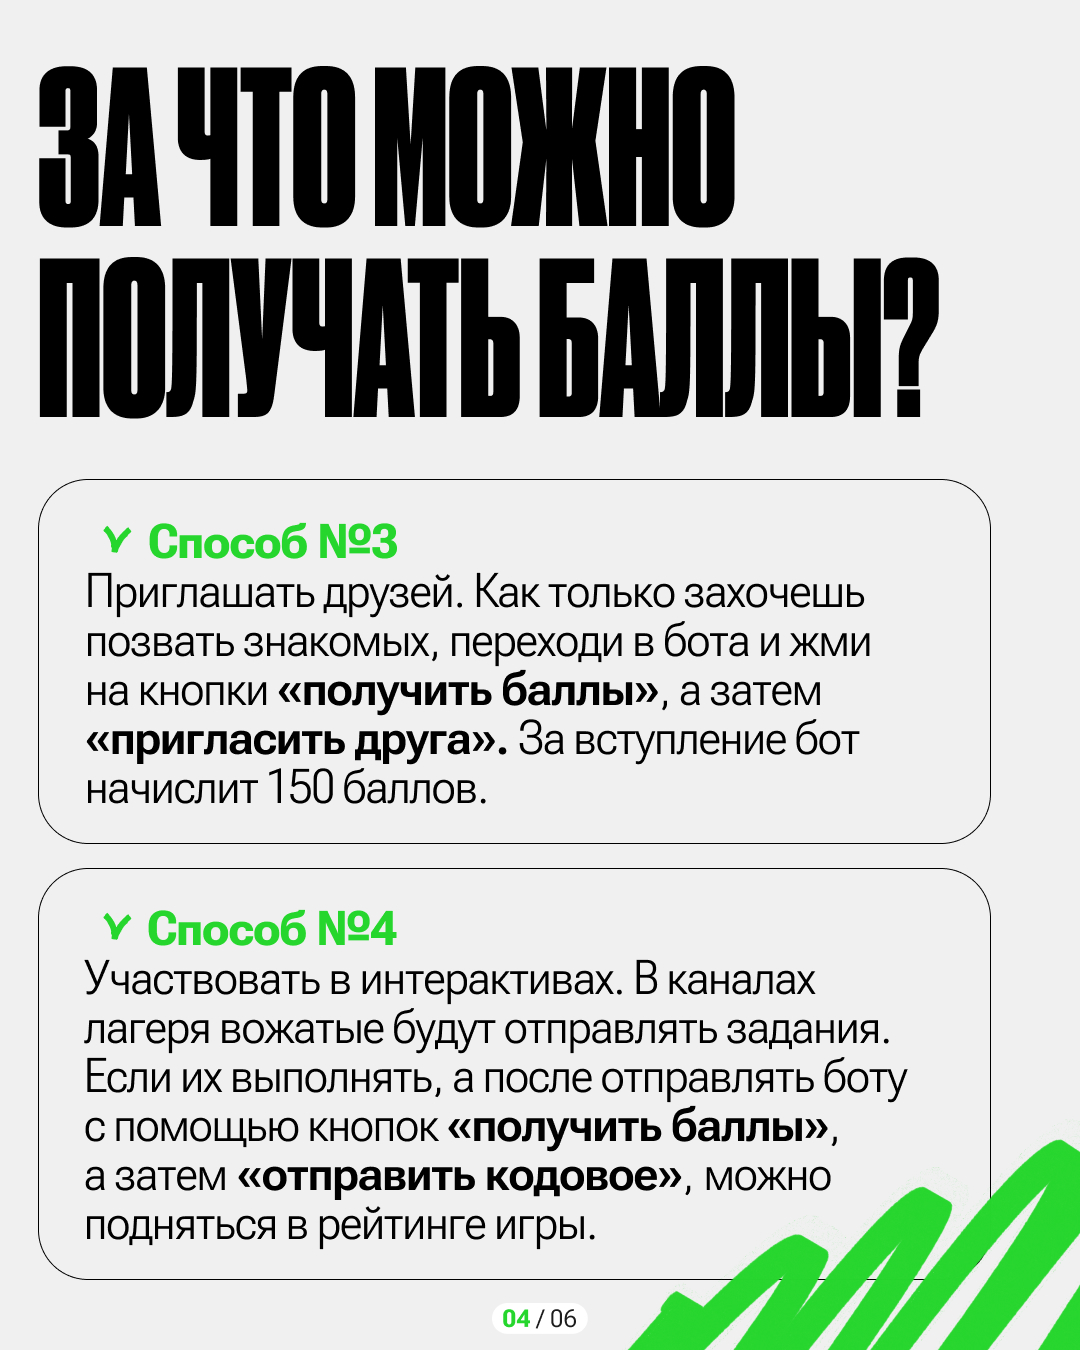 ЗА ЧТО МОЖНО
ПОЛУЧАТЬ БАЛЛЫ?
Способ №3
Приглашать друзей. Как только захочешь
позвать знакомых, переходи в бота и жми
на кнопки «получить баллы», а затем
«пригласить друга». За вступление бот
начислит 150 баллов.
Способ №4
Участвовать в интерактивах. В каналах
лагеря вожатые будут отправлять задания.
Если их выполнять, а после отправлять боту
с помощью кнопок «получить баллы»,
а затем «отправить кодовое», можно
подняться в рейтинге игры.
04 / 06